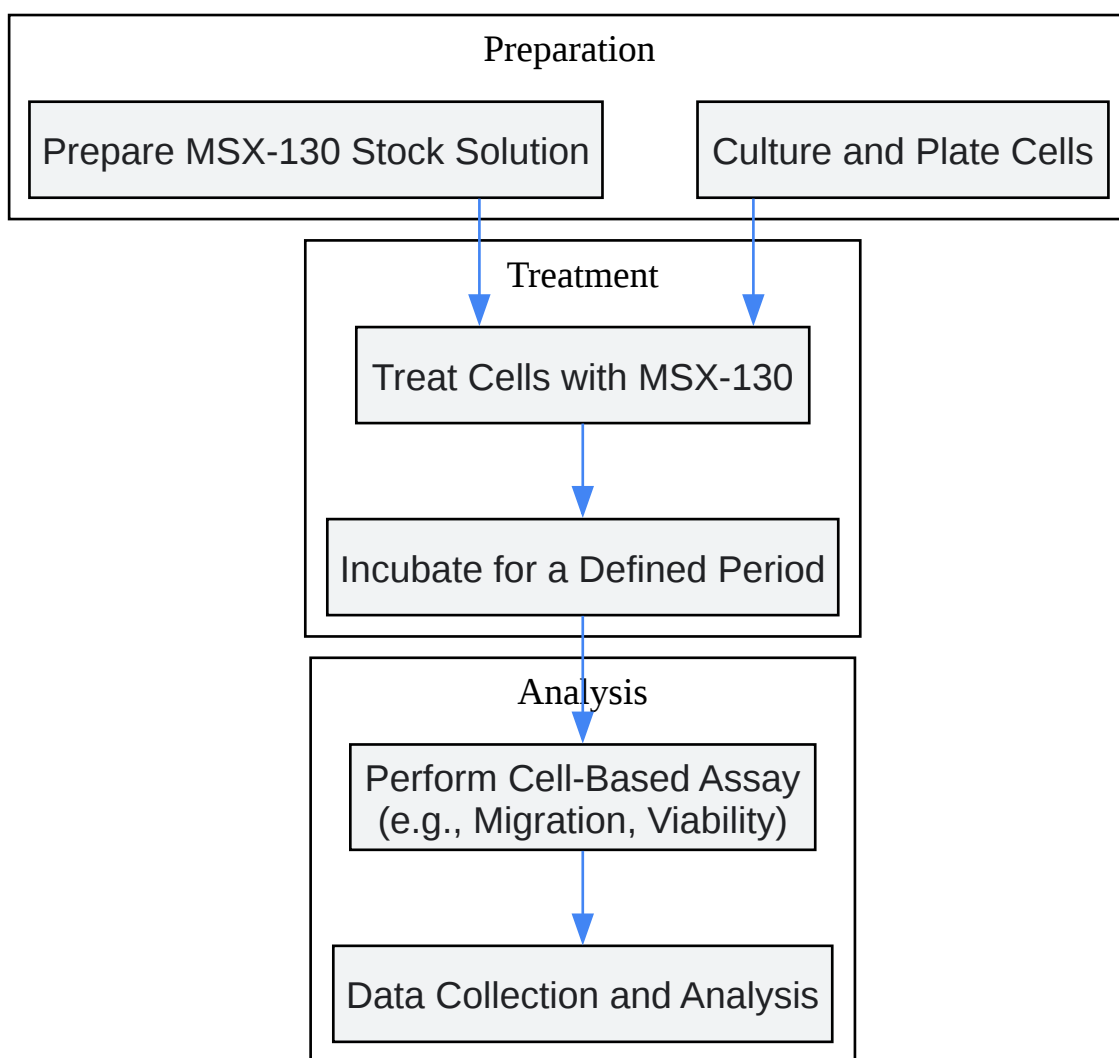 Preparation
Prepare MSX-130 Stock Solution
Culture and Plate Cells
Treatment
Treat Cells with MSX-130
Incubate for a Defined Period
Analysis
Perform Cell-Based Assay
(e.g., Migration, Viability)
Data Collection and Analysis